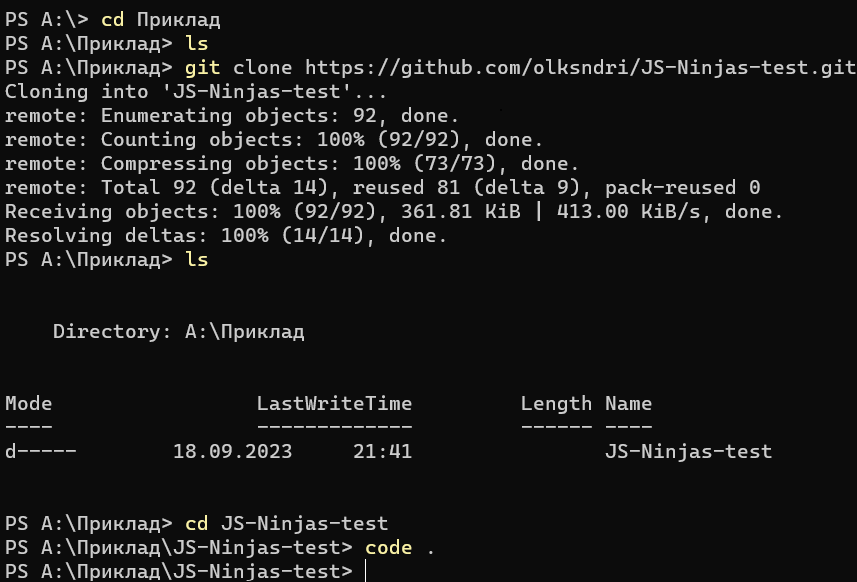 PS A:\> cd Приклад
PS A:\Приклад> ls
PS A:\Приклад> git clone https://github.com/olksndri/JS-Ninjas-test.git
Cloning into 'JS-Ninjas-test'...
remote: Enumerating objects: 92, done.
remote: Counting objects: 100% (92/92), done.
remote: Compressing objects: 100% (73/73), done.
remote: Total 92 (delta 14), reused 81 (delta 9), pack-reused 0
Receiving objects: 100% (92/92), 361.81 KiB | 413.00 KiB/s, done.
Resolving deltas: 100% (14/14), done.
PS A:\Приклад> ls
Directory: A:\Приклад
Mode LastWriteTime Length Name
---- ------------- ------ ----
d----- 18.09.2023 21:41 JS-Ninjas-test
PS A:\Приклад> cd JS-Ninjas-test
PS A:\Приклад\JS-Ninjas-test> code .
PS A:\Приклад\JS-Ninjas-test>